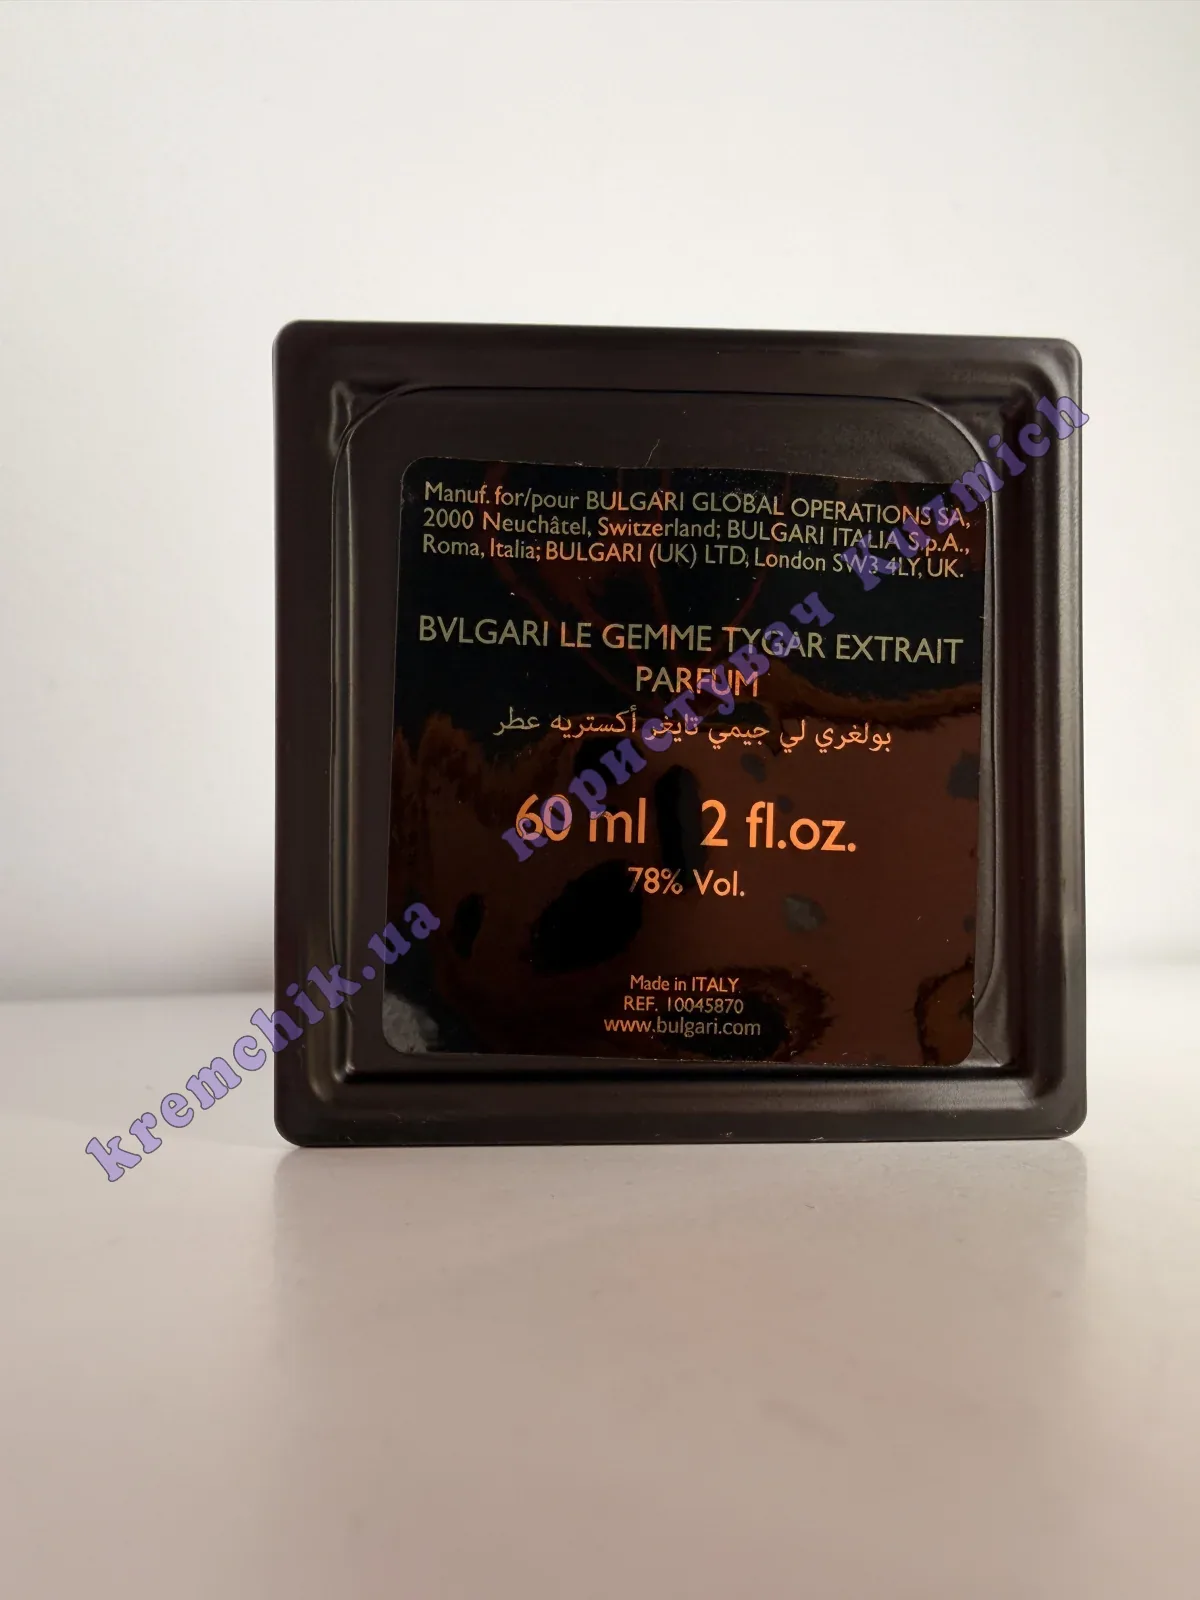 Manuf. for/pour BULGARI GLOBAL OPERATIONS SA,
2000 Neuchâtel, Switzerland; BULGARI ITALIA S.p.A.,
Roma, Italia; BULGARI (UK) LTD, London SW3 4LY, UK.
BVLGARI LE GEMME TYGAR EXTRAIT
PARFUM
بولغري لي جيمي تايغر أكستريه عطر
60 ml 2 fl.oz.
78% Vol.
Made in ITALY
REF. 10045870
www.bulgari.com
kremchik.ua користувач Kuzmich